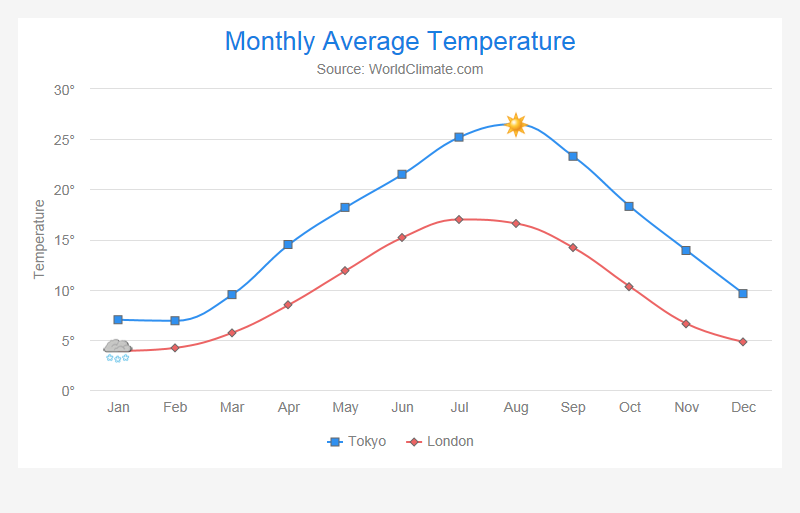 Monthly Average Temperature
Source: WorldClimate.com
Temperature
30°
25°
20°
15°
10°
5°
0°
Jan Feb Mar Apr May Jun Jul Aug Sep Oct Nov Dec
Tokyo London